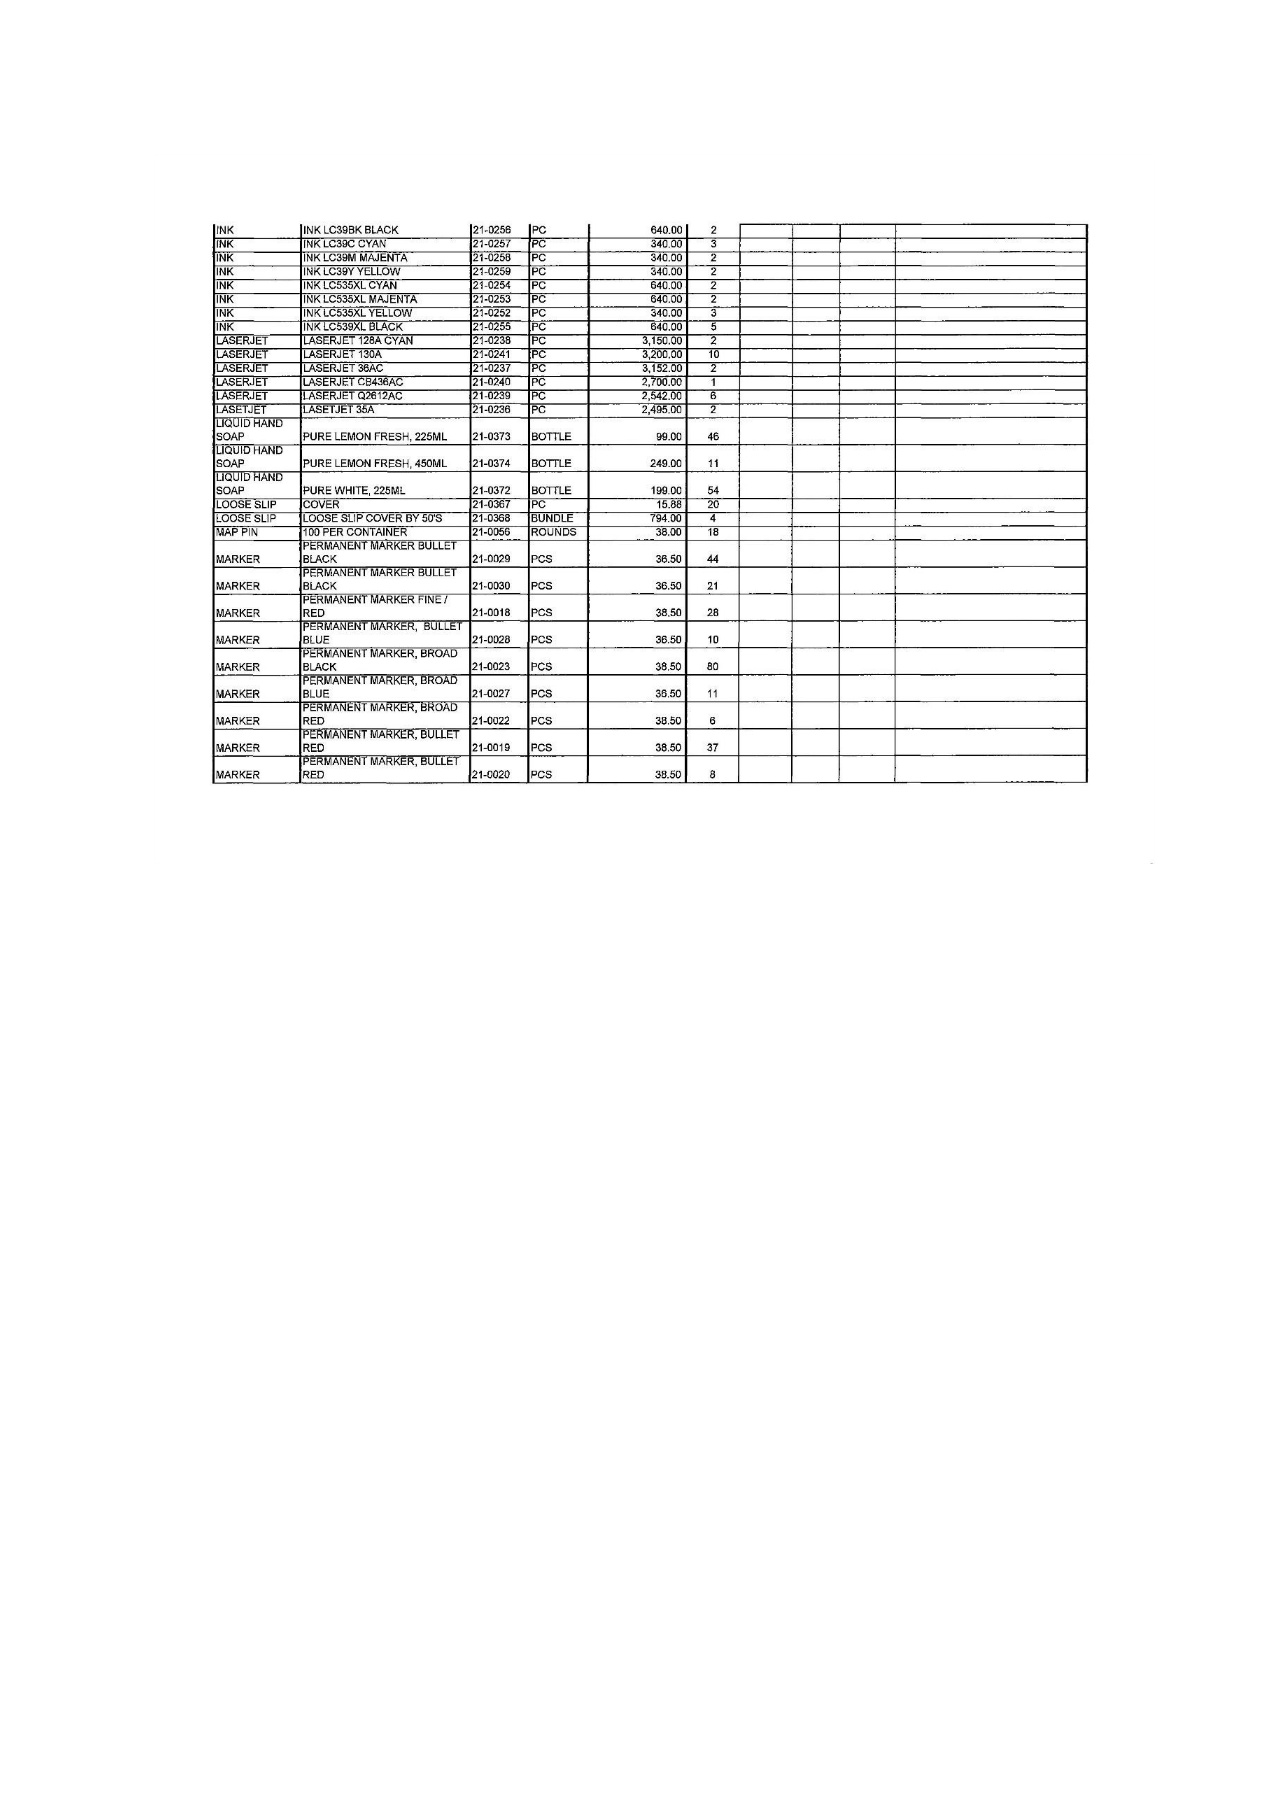 INK INK LC39BK BLACK 21-0256 PC 640.00 2
INK INK LC39C CYAN 21-0257 PC 340.00 3
INK INK LC39M MAJENTA 21-0258 PC 340.00 2
INK INK LC39Y YELLOW 21-0259 PC 340.00 2
INK INK LC535XL CYAN 21-0254 PC 640.00 2
INK INK LC535XL MAJENTA 21-0253 PC 640.00 2
INK INK LC535XL YELLOW 21-0252 PC 340.00 3
INK INK LC539XL BLACK 21-0255 PC 640.00 5
LASERJET LASERJET 128A CYAN 21-0238 PC 3,150.00 2
LASERJET LASERJET 130A 21-0241 PC 3,200.00 10
LASERJET LASERJET 36AC 21-0237 PC 3,152.00 2
LASERJET LASERJET CB436AC 21-0240 PC 2,700.00 1
LASERJET LASERJET Q2612AC 21-0239 PC 2,542.00 6
LASETJET LASETJET 35A 21-0236 PC 2,495.00 2
LIQUID HAND
SOAP PURE LEMON FRESH, 225ML 21-0373 BOTTLE 99.00 46
LIQUID HAND
SOAP PURE LEMON FRESH, 450ML 21-0374 BOTTLE 249.00 11
LIQUID HAND
SOAP PURE WHITE, 225ML 21-0372 BOTTLE 199.00 54
LOOSE SLIP COVER 21-0367 PC 15.88 20
LOOSE SLIP LOOSE SLIP COVER BY 50'S 21-0368 BUNDLE 794.00 4
MAP PIN 100 PER CONTAINER 21-0056 ROUNDS 38.00 18
PERMANENT MARKER BULLET
MARKER BLACK 21-0029 PCS 36.50 44
PERMANENT MARKER BULLET
MARKER BLACK 21-0030 PCS 36.50 21
PERMANENT MARKER FINE /
MARKER RED 21-0018 PCS 38.50 28
PERMANENT MARKER, BULLET
MARKER BLUE 21-0028 PCS 36.50 10
PERMANENT MARKER, BROAD
MARKER BLACK 21-0023 PCS 38.50 80
PERMANENT MARKER, BROAD
MARKER BLUE 21-0027 PCS 36.50 11
PERMANENT MARKER, BROAD
MARKER RED 21-0022 PCS 38.50 6
PERMANENT MARKER, BULLET
MARKER RED 21-0019 PCS 38.50 37
PERMANENT MARKER, BULLET
MARKER RED 21-0020 PCS 38.50 8